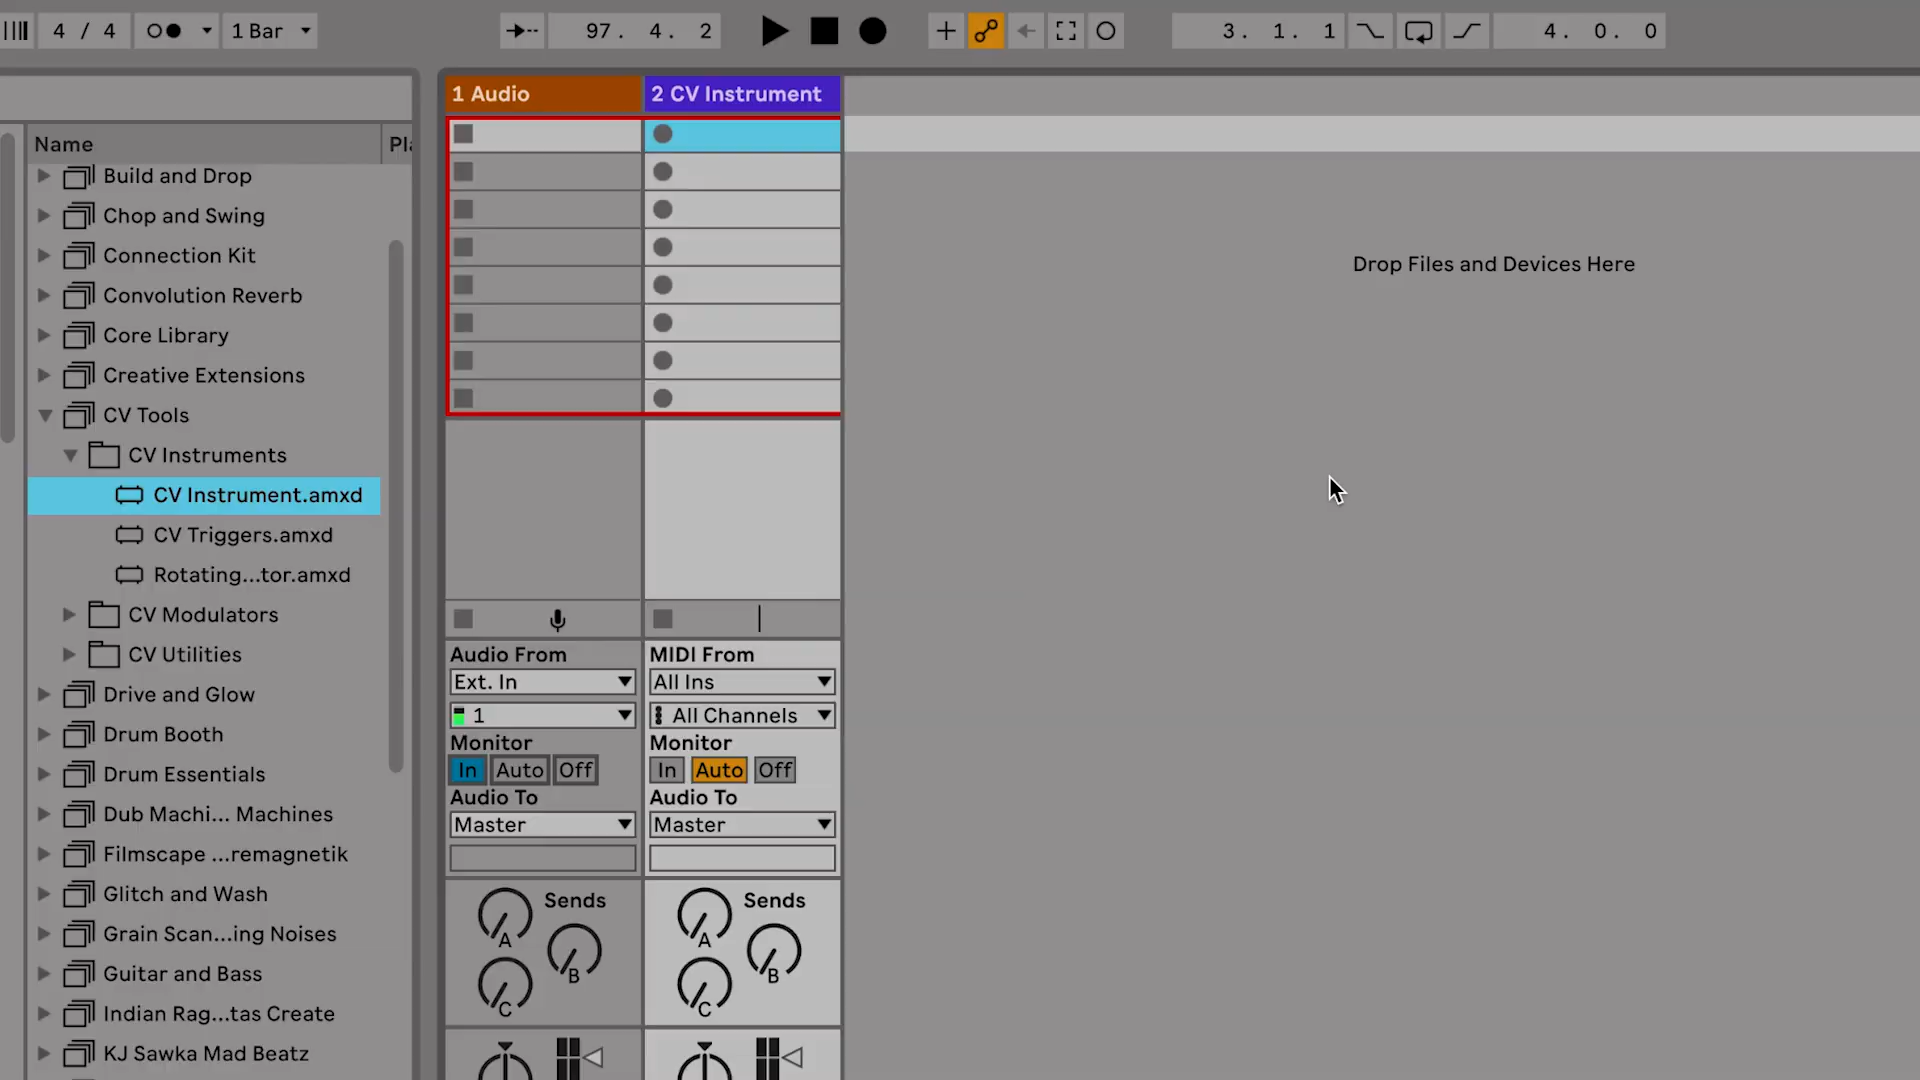 4 / 4
1 Bar
97. 4. 2
3. 1. 1
4. 0. 0
Name
Build and Drop
Chop and Swing
Connection Kit
Convolution Reverb
Core Library
Creative Extensions
CV Tools
CV Instruments
CV Instrument.amxd
CV Triggers.amxd
Rotating...tor.amxd
CV Modulators
CV Utilities
Drive and Glow
Drum Booth
Drum Essentials
Dub Machi... Machines
Filmscape ...remagnetik
Glitch and Wash
Grain Scan...ing Noises
Guitar and Bass
Indian Rag...tas Create
KJ Sawka Mad Beatz
1 Audio
Audio From
Ext. In
1
Monitor
In Auto Off
Audio To
Master
Sends
A
B
C
2 CV Instrument
MIDI From
All Ins
All Channels
Monitor
In Auto Off
Audio To
Master
Sends
A
B
C
Drop Files and Devices Here